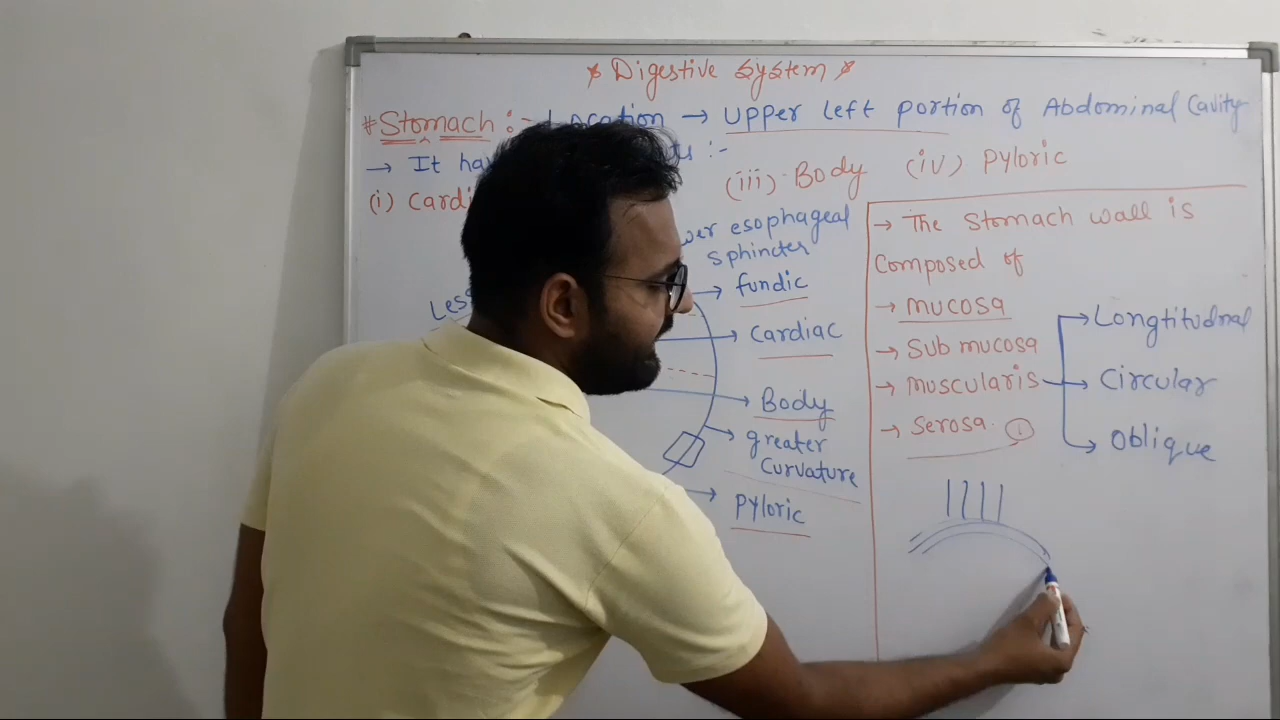 * Digestive System *
# Stomach :- Location → Upper left portion of Abdominal Cavity
→ It ha :-
(i) Cardi (iii) Body (iv) Pyloric
esophageal
Sphincter
→ fundic
Less
→ Cardiac
→ Body
→ greater
Curvature
→ Pyloric
→ The Stomach wall is
Composed of
→ mucosa
→ Sub mucosa
→ muscularis
→ Serosa. 1
→ Longtitudnal
→ Circular
→ Oblique